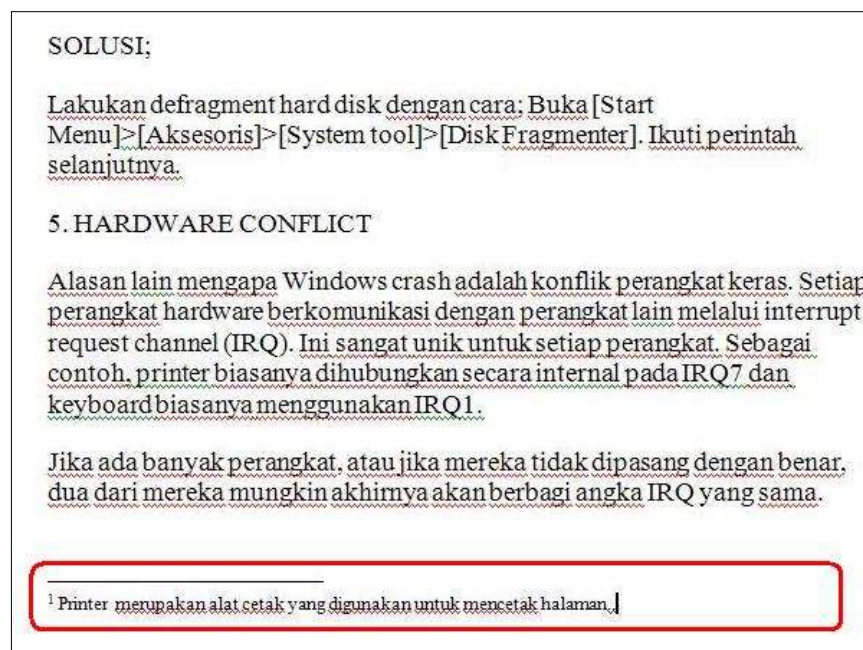 SOLUSI;
Lakukan defragment hard disk dengan cara; Buka [Start
Menu]>[Aksesoris]>[System tool]>[Disk Fragmenter]. Ikuti perintah
selanjutnya.
5. HARDWARE CONFLICT
Alasan lain mengapa Windows crash adalah konflik perangkat keras. Setiap
perangkat hardware berkomunikasi dengan perangkat lain melalui interrupt
request channel (IRQ). Ini sangat unik untuk setiap perangkat. Sebagai
contoh, printer biasanya dihubungkan secara internal pada IRQ7 dan
keyboard biasanya menggunakan IRQ1.
Jika ada banyak perangkat, atau jika mereka tidak dipasang dengan benar,
dua dari mereka mungkin akhirnya akan berbagi angka IRQ yang sama.
1 Printer merupakan alat cetak yang digunakan untuk mencetak halaman..